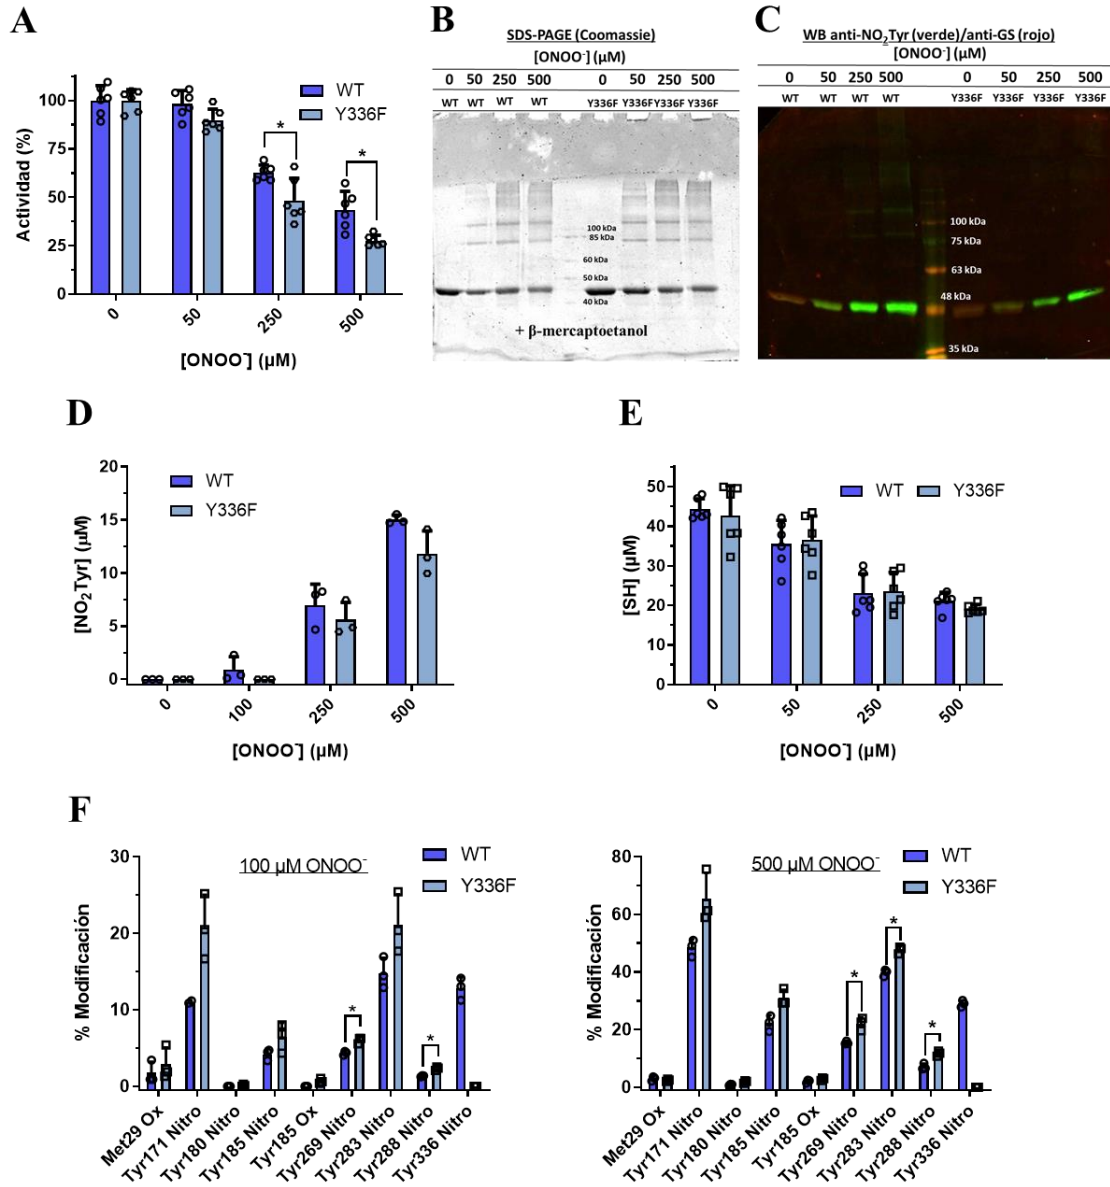 A
Actividad (%)
100
75
50
25
0
WT
Y336F
*
*
0
50
250
500
[ONOO⁻] (µM)
B
SDS-PAGE (Coomassie)
[ONOO⁻] (µM)
0 50 250 500 0 50 250 500
WT WT WT WT Y336F Y336F Y336F Y336F
100 kDa
85 kDa
60 kDa
50 kDa
40 kDa
+ β-mercaptoetanol
C
WB anti-NO₂Tyr (verde)/anti-GS (rojo)
[ONOO⁻] (µM)
0 50 250 500 0 50 250 500
WT WT WT WT Y336F Y336F Y336F Y336F
100 kDa
75 kDa
63 kDa
48 kDa
35 kDa
D
[NO₂Tyr] (µM)
20
15
10
5
0
WT
Y336F
0
100
250
500
[ONOO⁻] (µM)
E
[SH] (µM)
50
40
30
20
10
0
WT
Y336F
0
50
250
500
[ONOO⁻] (µM)
F
% Modificación
30
20
10
0
100 µM ONOO⁻
WT
Y336F
*
*
Met29 Ox
Tyr171 Nitro
Tyr180 Nitro
Tyr185 Nitro
Tyr185 Ox
Tyr269 Nitro
Tyr283 Nitro
Tyr288 Nitro
Tyr336 Nitro
% Modificación
80
60
40
20
0
500 µM ONOO⁻
WT
Y336F
*
*
*
Met29 Ox
Tyr171 Nitro
Tyr180 Nitro
Tyr185 Nitro
Tyr185 Ox
Tyr269 Nitro
Tyr283 Nitro
Tyr288 Nitro
Tyr336 Nitro